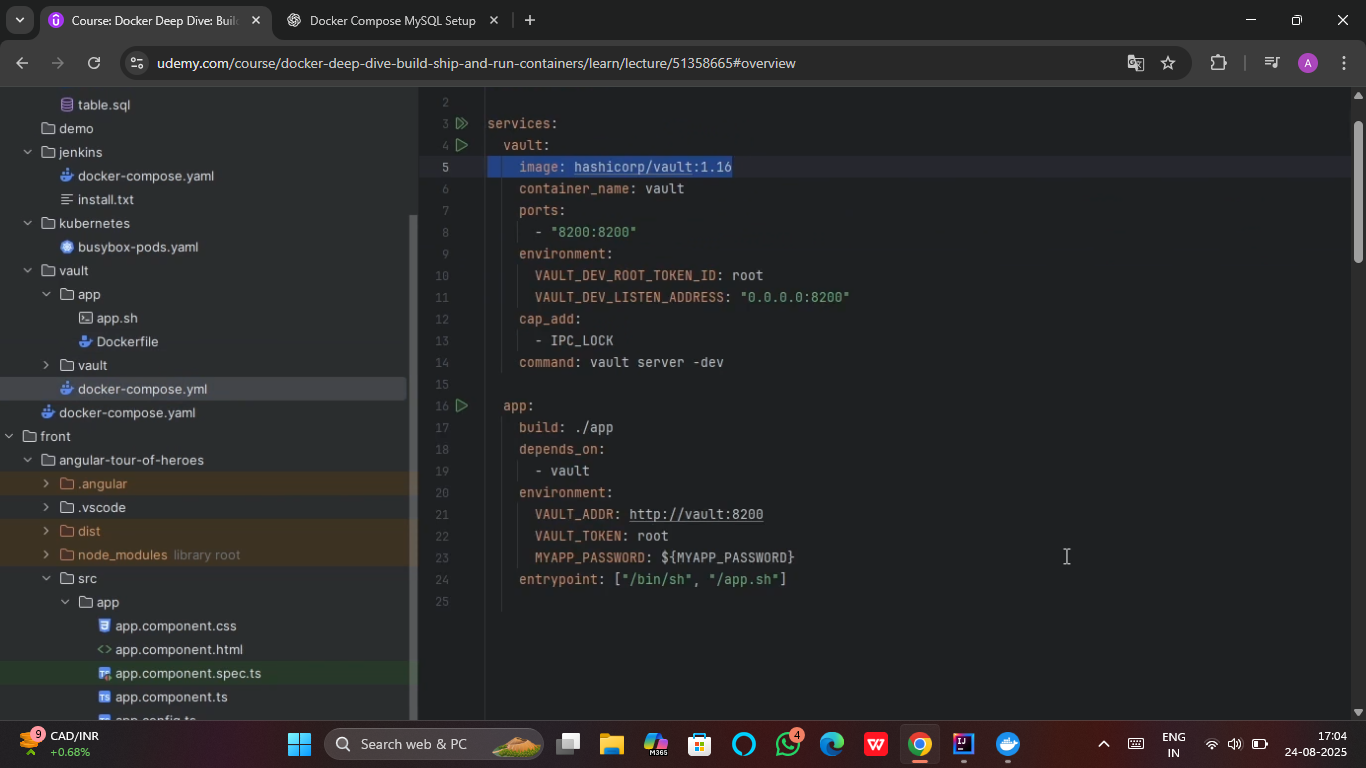 Course: Docker Deep Dive: Buil
Docker Compose MySQL Setup
udemy.com/course/docker-deep-dive-build-ship-and-run-containers/learn/lecture/51358665#overview
A
table.sql
demo
jenkins
docker-compose.yaml
install.txt
kubernetes
busybox-pods.yaml
vault
app
app.sh
Dockerfile
vault
docker-compose.yml
docker-compose.yaml
front
angular-tour-of-heroes
.angular
.vscode
dist
node_modules library root
src
app
app.component.css
app.component.html
app.component.spec.ts
app.component.ts
app.config.ts
2
3 services:
4 vault:
5 image: hashicorp/vault:1.16
6 container_name: vault
7 ports:
8 - "8200:8200"
9 environment:
10 VAULT_DEV_ROOT_TOKEN_ID: root
11 VAULT_DEV_LISTEN_ADDRESS: "0.0.0.0:8200"
12 cap_add:
13 - IPC_LOCK
14 command: vault server -dev
15
16 app:
17 build: ./app
18 depends_on:
19 - vault
20 environment:
21 VAULT_ADDR: http://vault:8200
22 VAULT_TOKEN: root
23 MYAPP_PASSWORD: ${MYAPP_PASSWORD}
24 entrypoint: ["/bin/sh", "/app.sh"]
25
9
CAD/INR
+0.68%
Search web & PC
M365
4
W
IJ
ENG
IN
17:04
24-08-2025